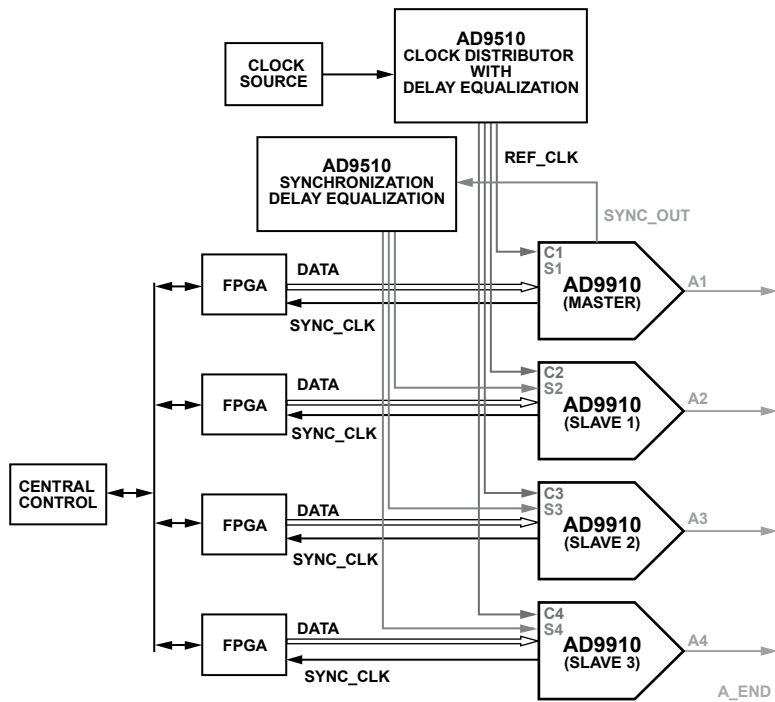 AD9510
CLOCK DISTRIBUTOR
WITH
DELAY EQUALIZATION
CLOCK
SOURCE
AD9510
SYNCHRONIZATION
DELAY EQUALIZATION
REF_CLK
SYNC_OUT
FPGA
DATA
SYNC_CLK
C1
S1
AD9910
(MASTER)
A1
FPGA
DATA
SYNC_CLK
C2
S2
AD9910
(SLAVE 1)
A2
CENTRAL
CONTROL
FPGA
DATA
SYNC_CLK
C3
S3
AD9910
(SLAVE 2)
A3
FPGA
DATA
SYNC_CLK
C4
S4
AD9910
(SLAVE 3)
A4
A_END